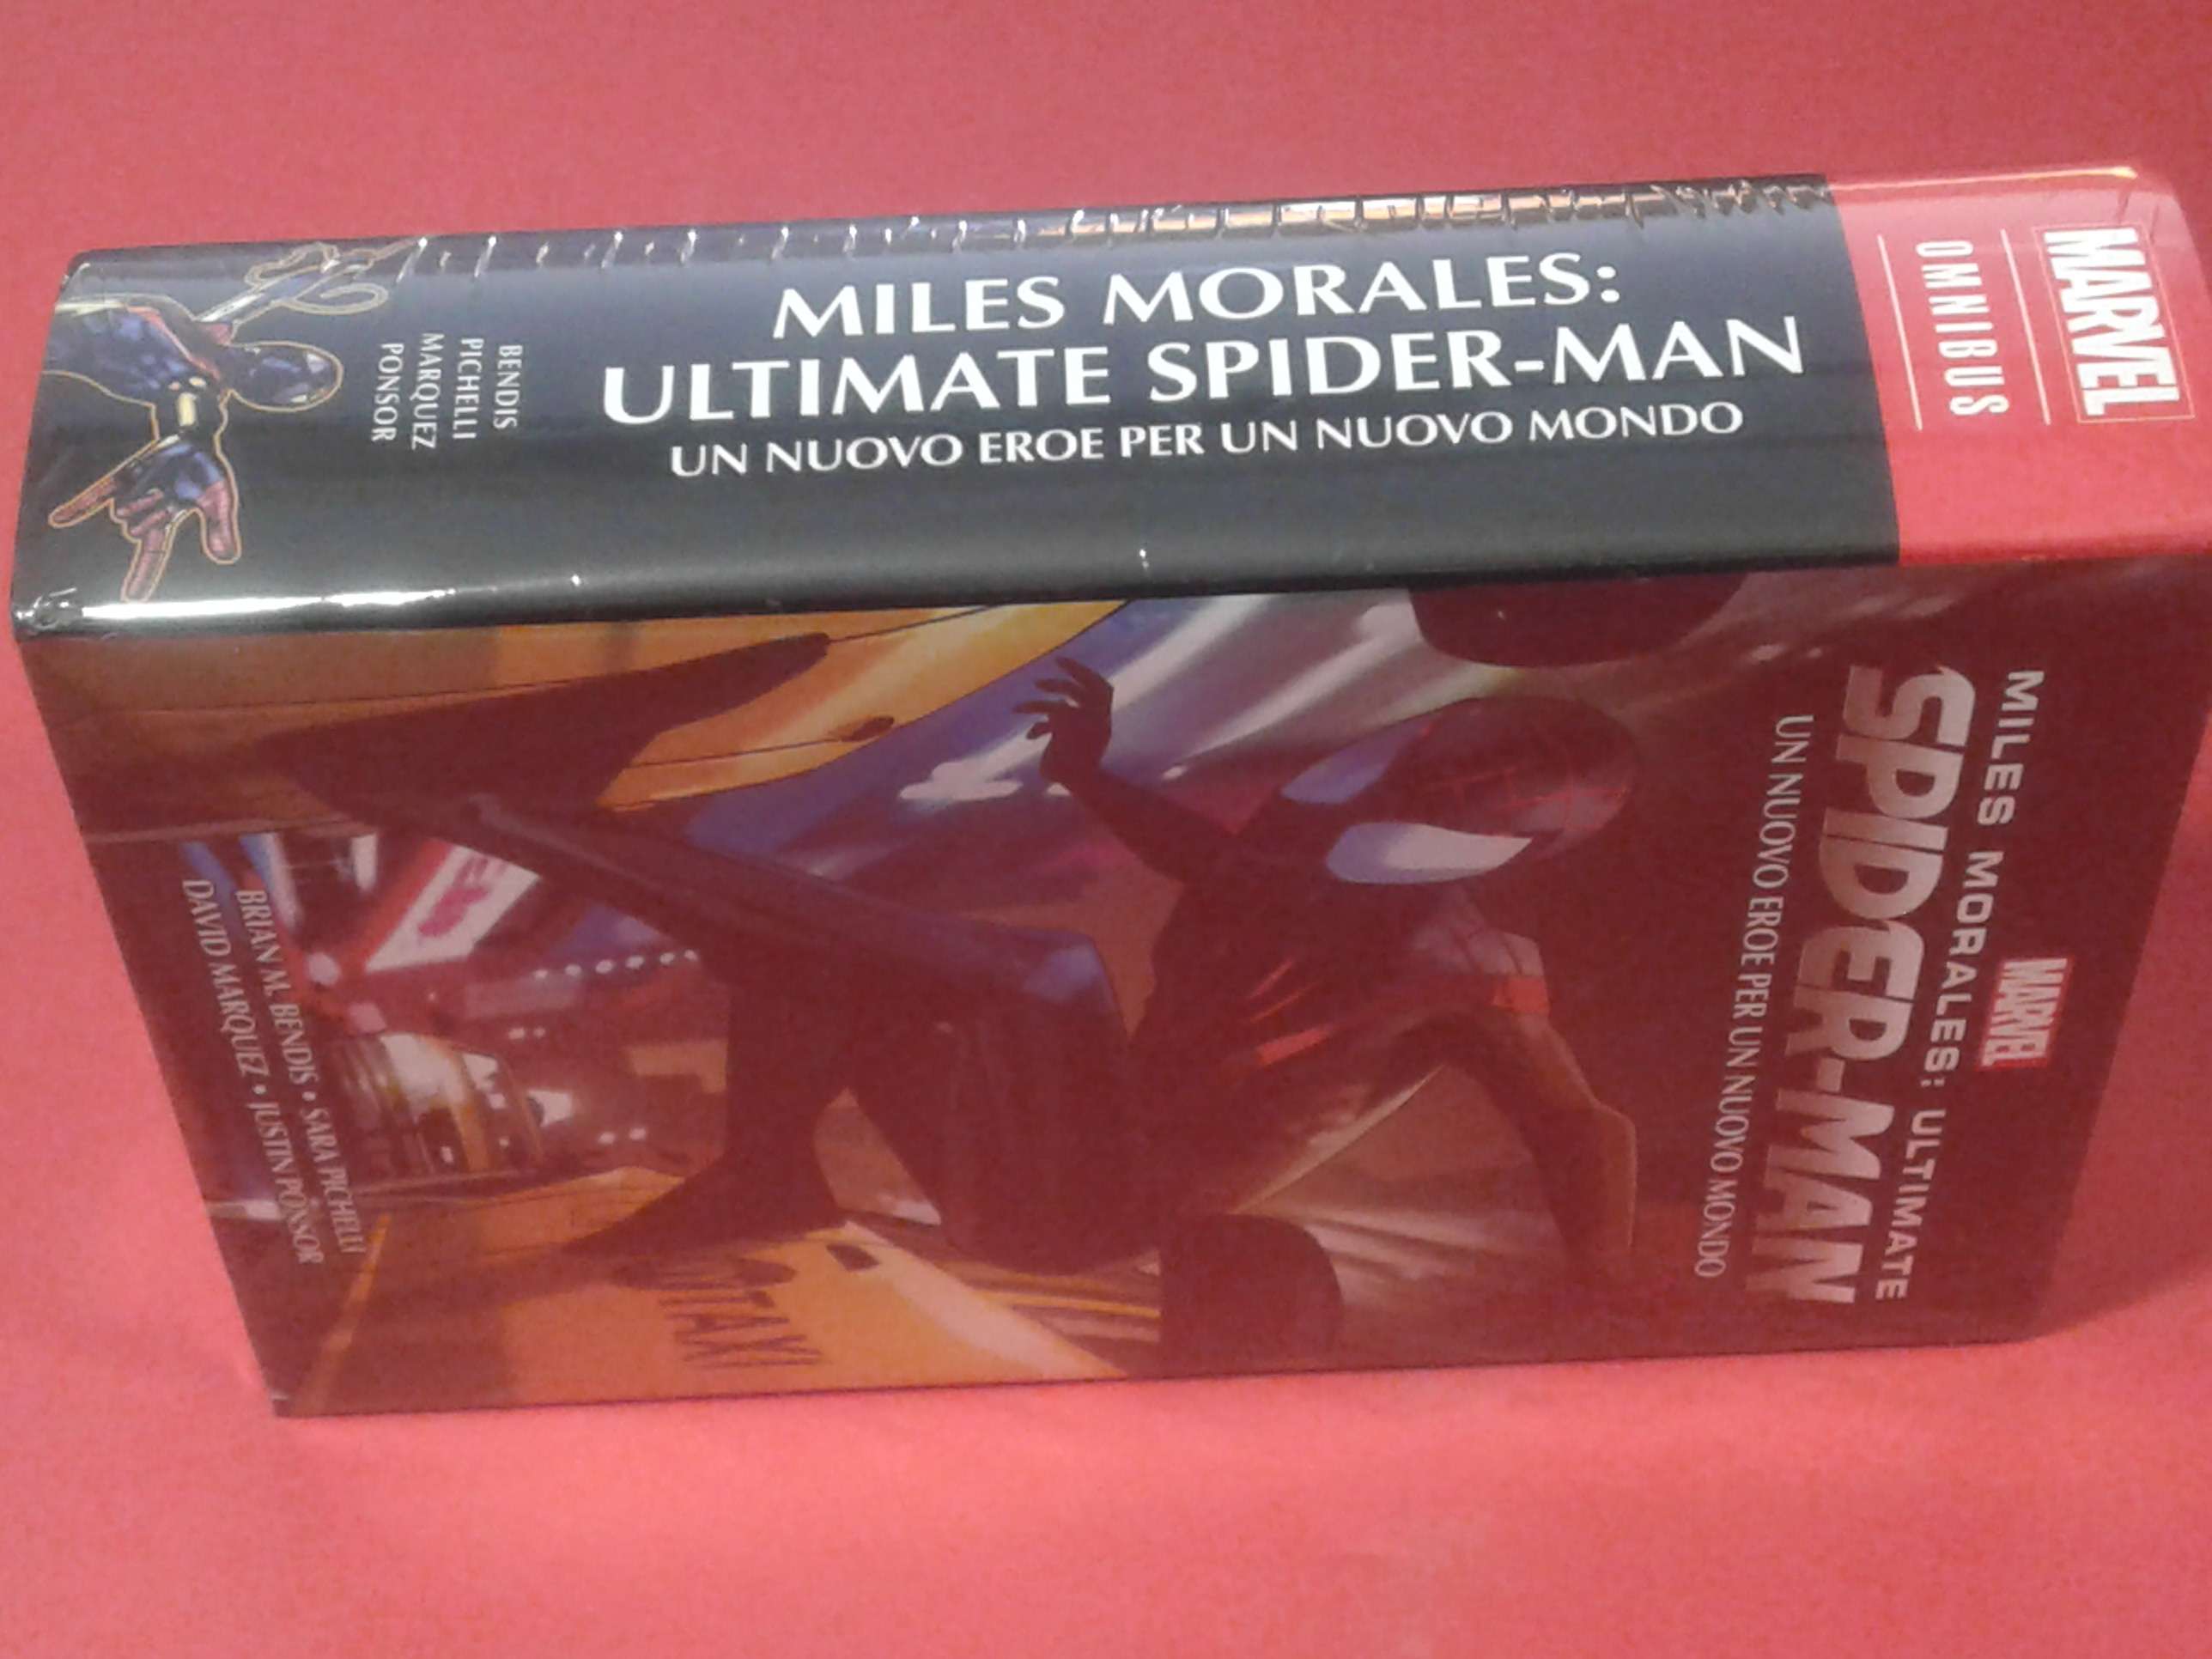 MARVEL
OMNIBUS
MILES MORALES:
ULTIMATE SPIDER-MAN
UN NUOVO EROE PER UN NUOVO MONDO
BENDIS
PICHELLI
MARQUEZ
PONSOR
MARVEL
MILES MORALES: ULTIMATE
SPIDER-MAN
UN NUOVO EROE PER UN NUOVO MONDO
BRIAN M. BENDIS • SARA PICHELLI
DAVID MARQUEZ • JUSTIN PONSOR
TAXI